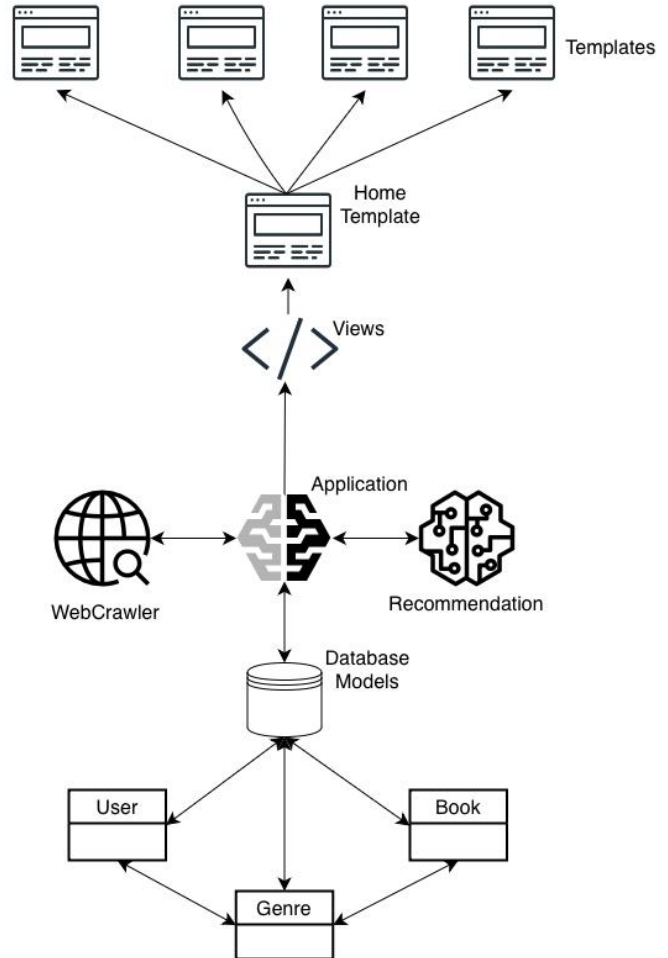 Templates
Home
Template
Views
Application
WebCrawler
Recommendation
Database
Models
User
Book
Genre